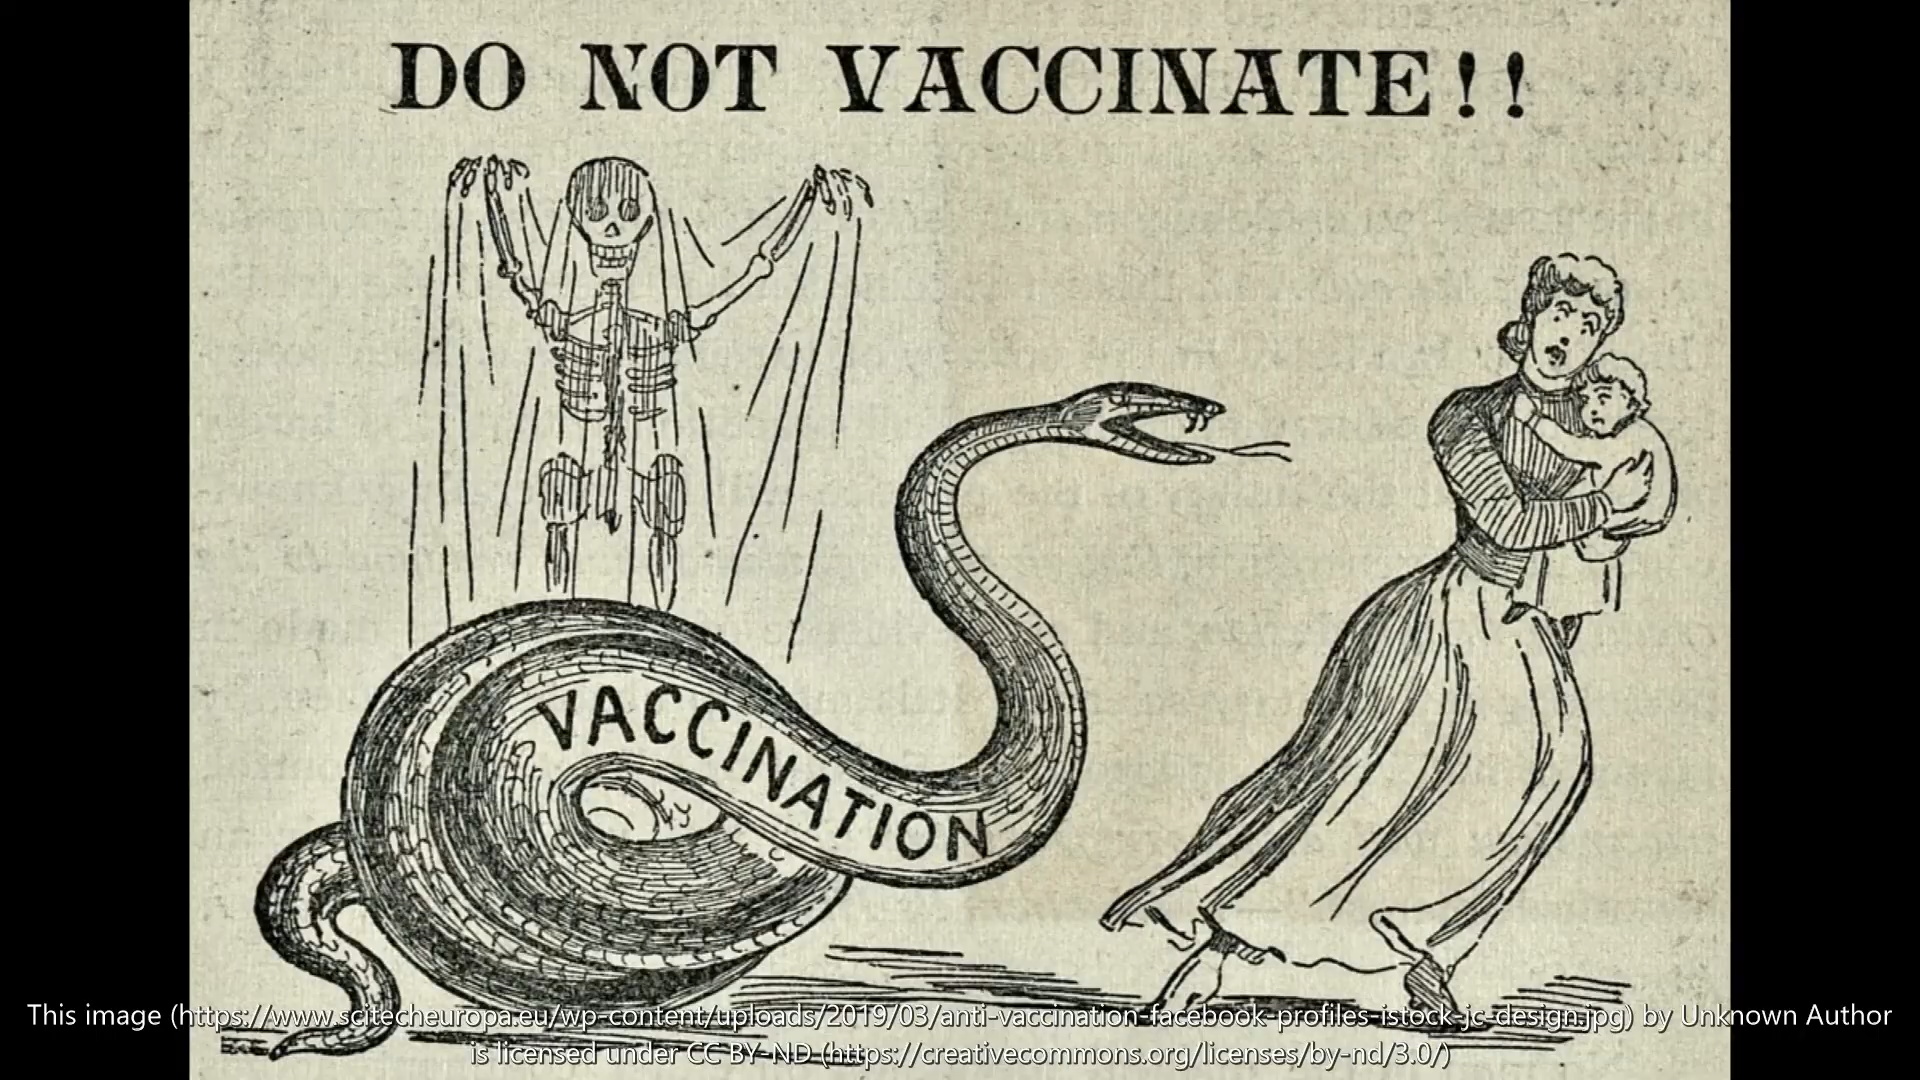 DO NOT VACCINATE!!
VACCINATION
This image (https://www.scitecheuropa.eu/wp-content/uploads/2019/03/anti-vaccination-facebook-profiles-istock-jc-design.jpg) by Unknown Author
is licensed under CC BY-ND (https://creativecommons.org/licenses/by-nd/3.0/)